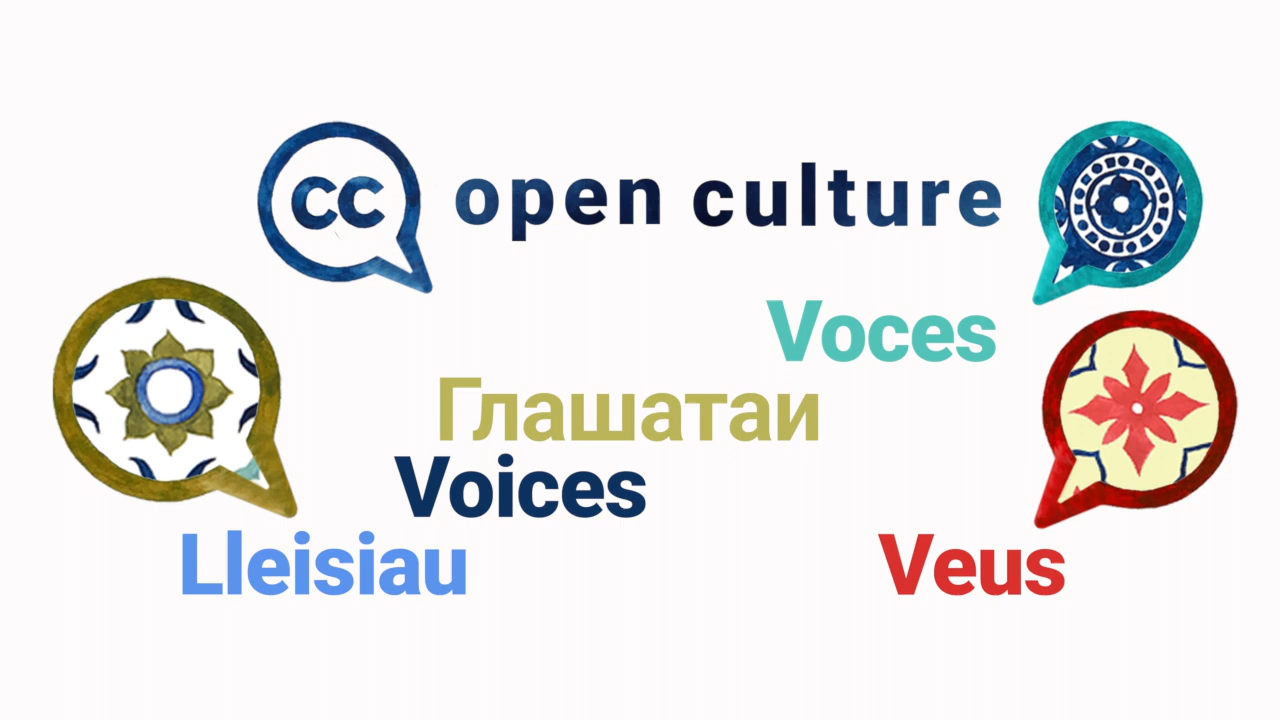 cc open culture
Voces
Глашатаи
Voices
Lleisiau
Veus